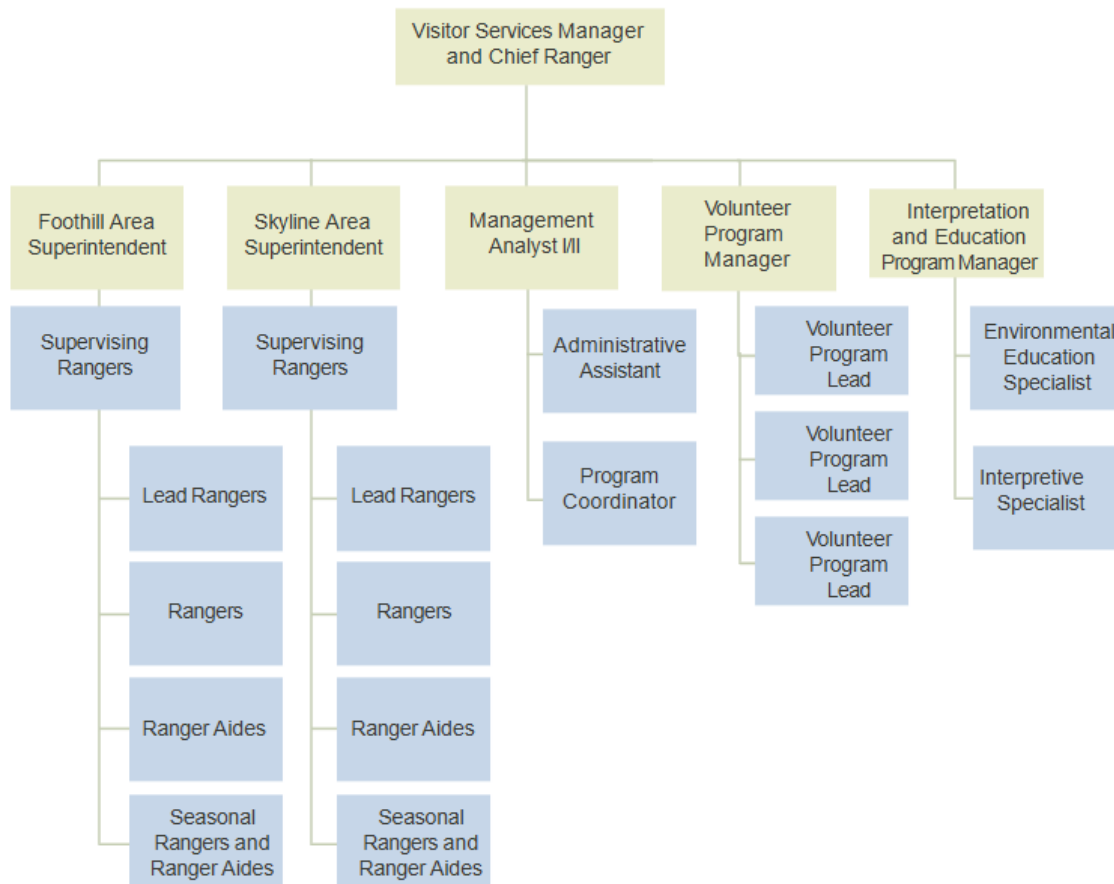 Visitor Services Manager
and Chief Ranger
Foothill Area
Superintendent
Skyline Area
Superintendent
Management
Analyst I/II
Volunteer
Program
Manager
Interpretation
and Education
Program Manager
Supervising
Rangers
Lead Rangers
Rangers
Ranger Aides
Seasonal
Rangers and
Ranger Aides
Supervising
Rangers
Lead Rangers
Rangers
Ranger Aides
Seasonal
Rangers and
Ranger Aides
Administrative
Assistant
Program
Coordinator
Volunteer
Program
Lead
Volunteer
Program
Lead
Volunteer
Program
Lead
Environmental
Education
Specialist
Interpretive
Specialist